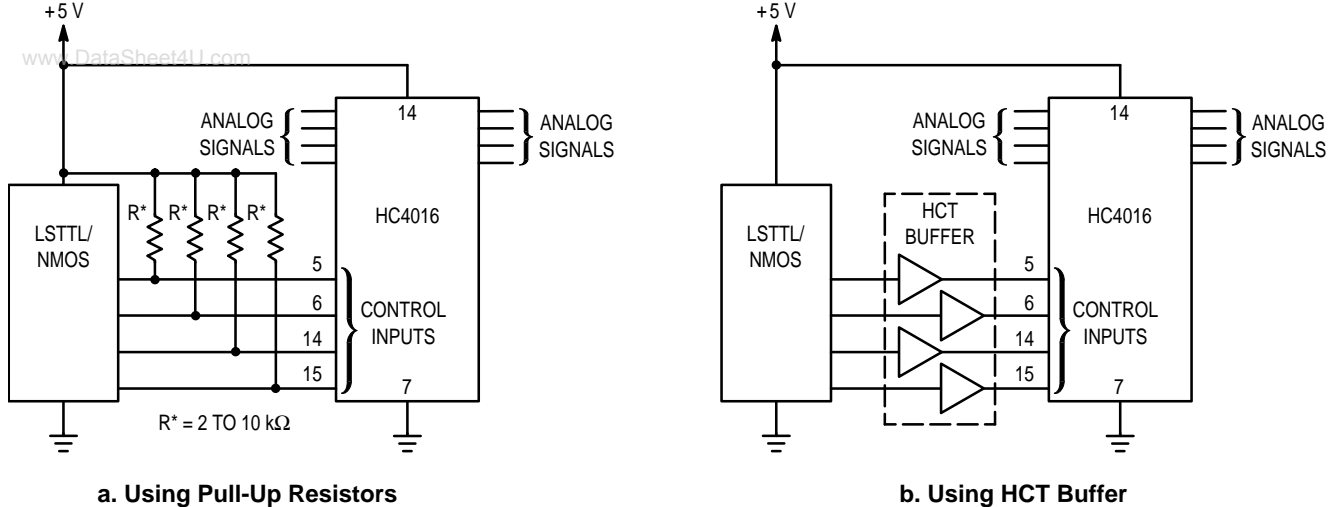 +5 V
www.DataSheet4U.com
ANALOG
SIGNALS
14
ANALOG
SIGNALS
R* R* R* R*
HC4016
LSTTL/
NMOS
5
6
CONTROL
INPUTS
14
15
7
R* = 2 TO 10 kΩ
a. Using Pull-Up Resistors
+5 V
ANALOG
SIGNALS
14
ANALOG
SIGNALS
HCT
BUFFER
HC4016
LSTTL/
NMOS
5
6
CONTROL
INPUTS
14
15
7
b. Using HCT Buffer